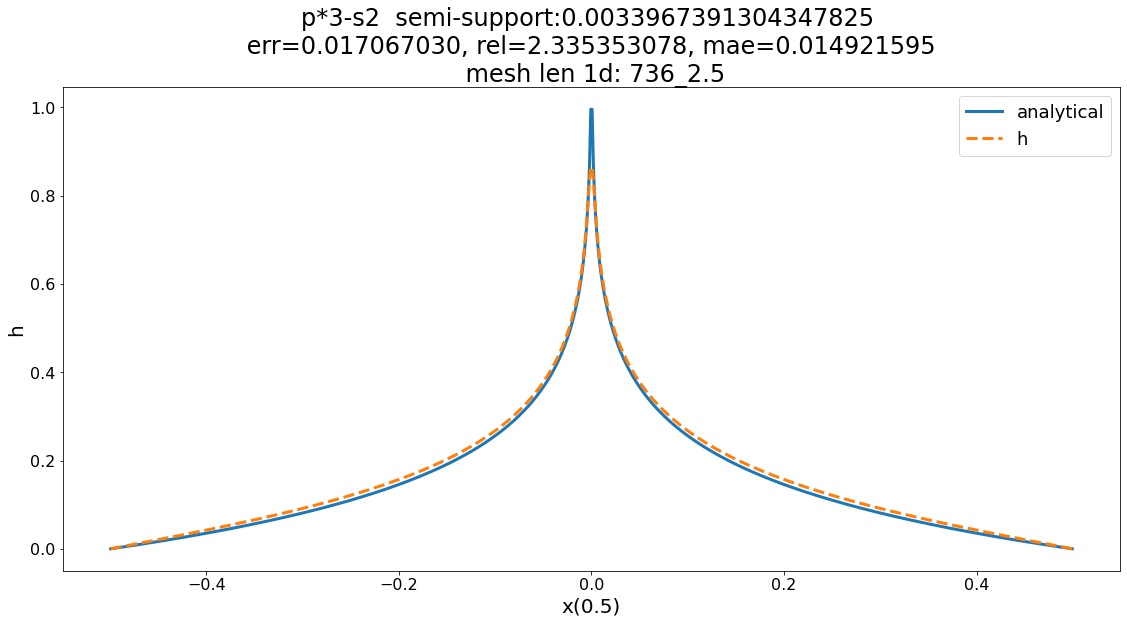 p*3-s2  semi-support:0.0033967391304347825
err=0.017067030, rel=2.335353078, mae=0.014921595
mesh len 1d: 736_2.5
analytical
h
1.0
0.8
0.6
0.4
0.2
0.0
h
−0.4
−0.2
0.0
0.2
0.4
x(0.5)